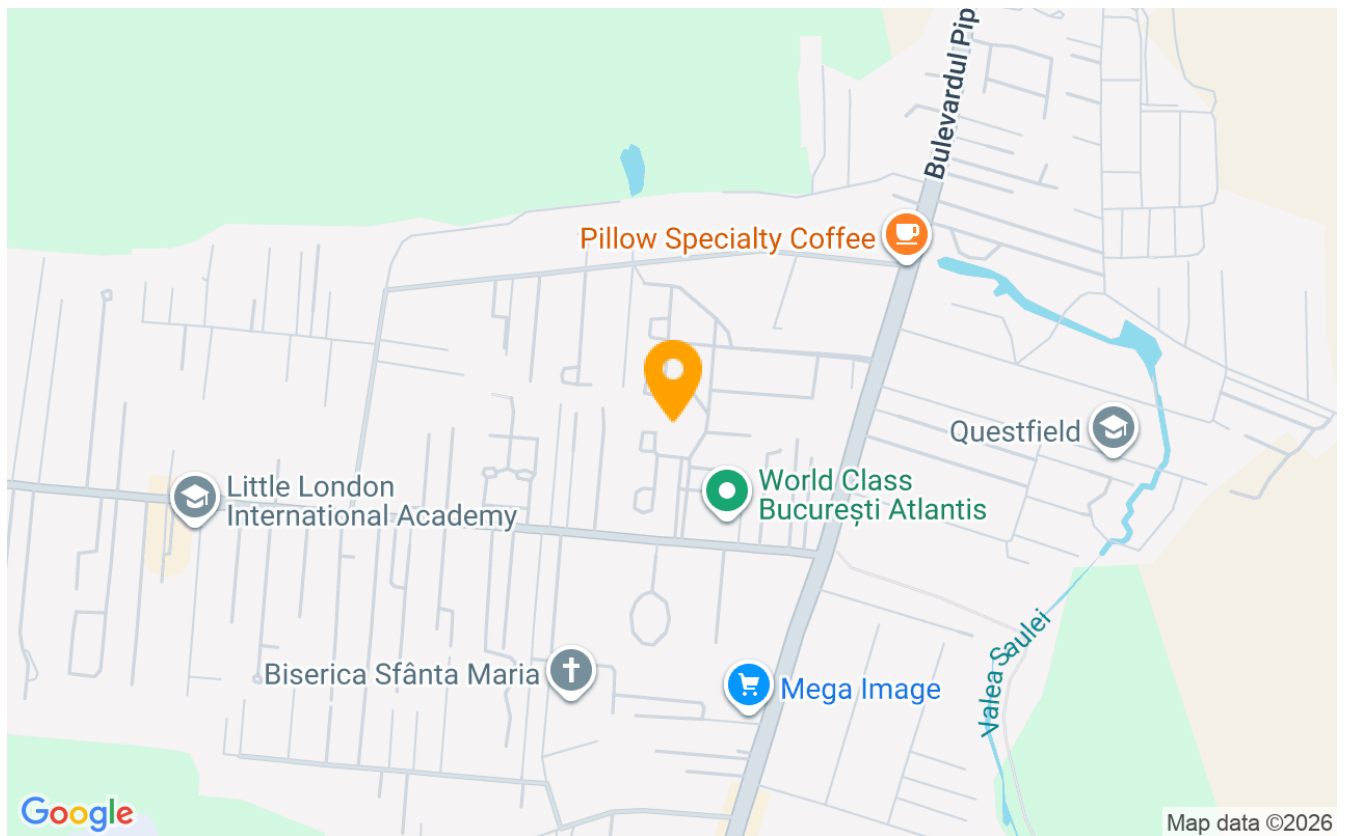 Bulevardul Pip
Pillow Specialty Coffee
Questfield
World Class
București Atlantis
Little London
International Academy
Valea Saulei
Biserica Sfânta Maria
Mega Image
Google
Map data ©2026